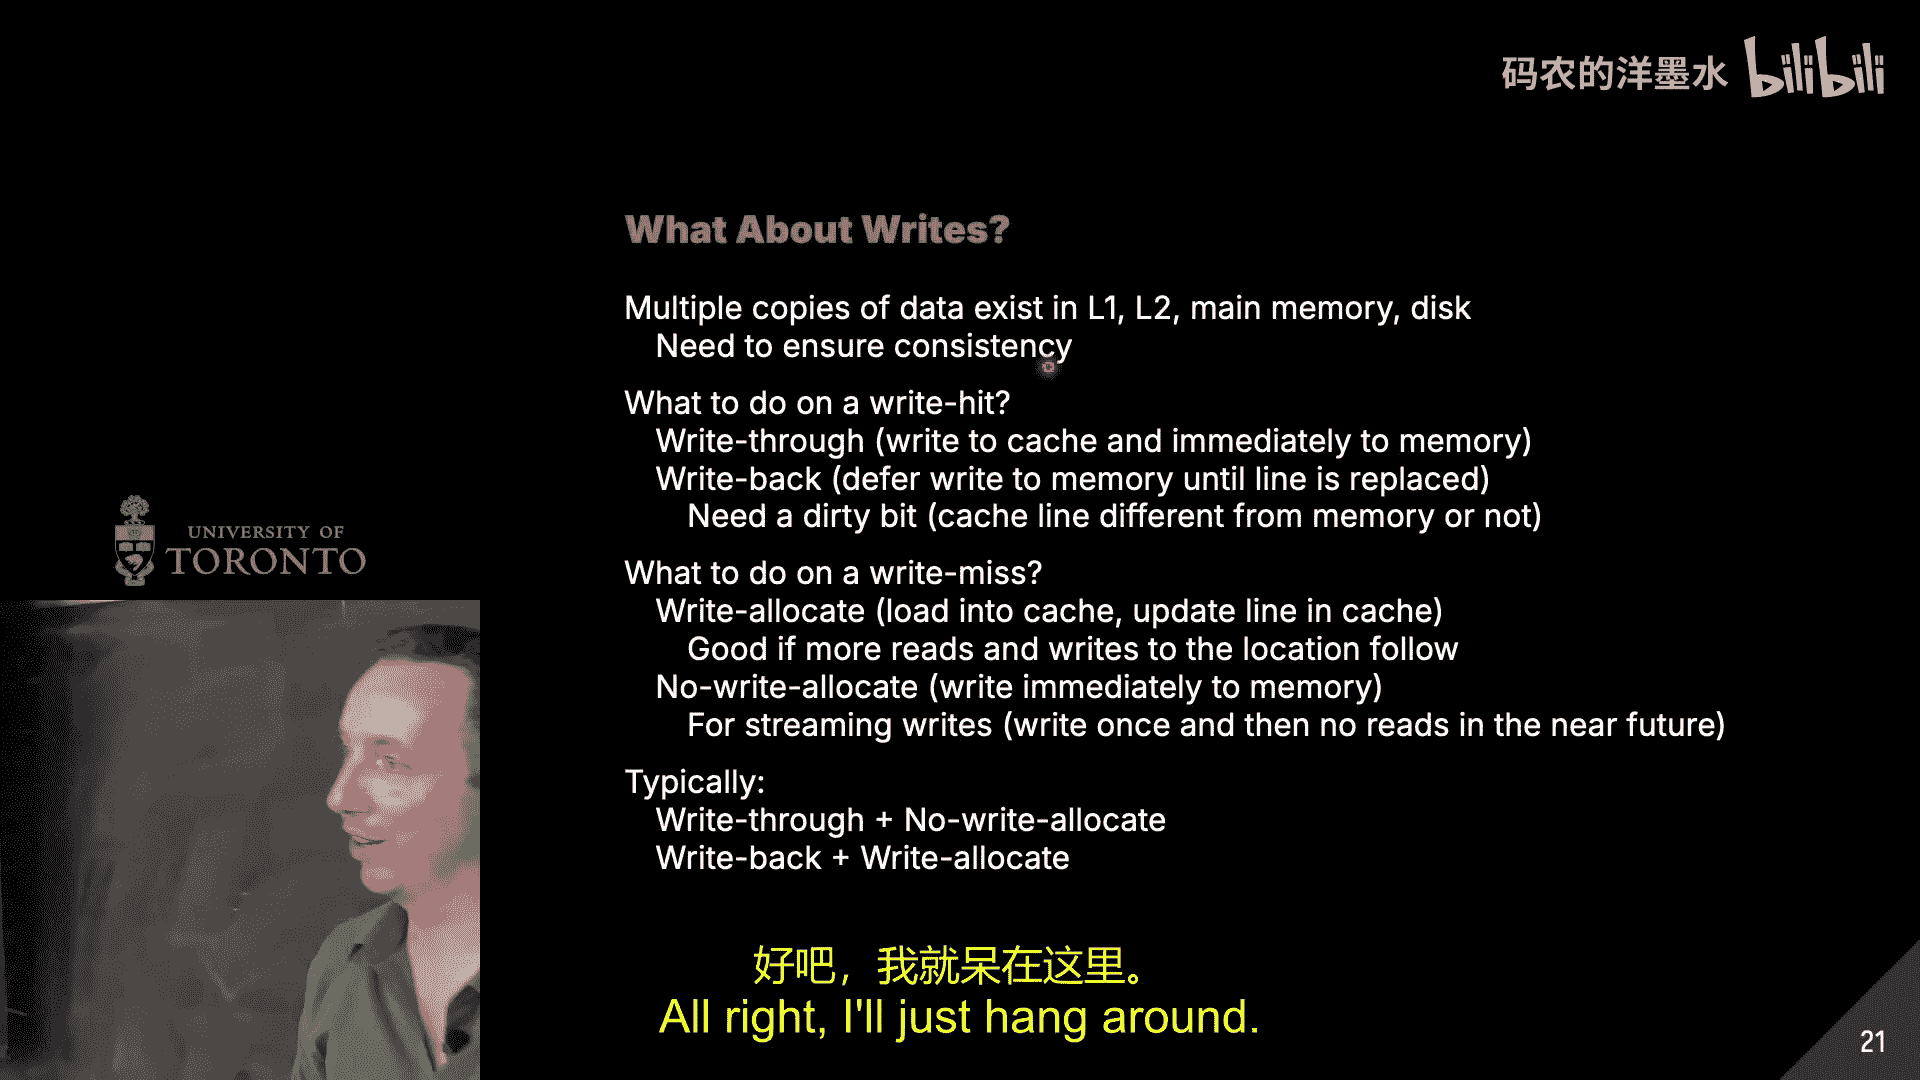 码农的洋墨水 bilibili
What About Writes?
Multiple copies of data exist in L1, L2, main memory, disk
Need to ensure consistency
What to do on a write-hit?
Write-through (write to cache and immediately to memory)
Write-back (defer write to memory until line is replaced)
Need a dirty bit (cache line different from memory or not)
What to do on a write-miss?
Write-allocate (load into cache, update line in cache)
Good if more reads and writes to the location follow
No-write-allocate (write immediately to memory)
For streaming writes (write once and then no reads in the near future)
Typically:
Write-through + No-write-allocate
Write-back + Write-allocate
UNIVERSITY OF
TORONTO
好吧，我就呆在这里。
All right, I'll just hang around.
21